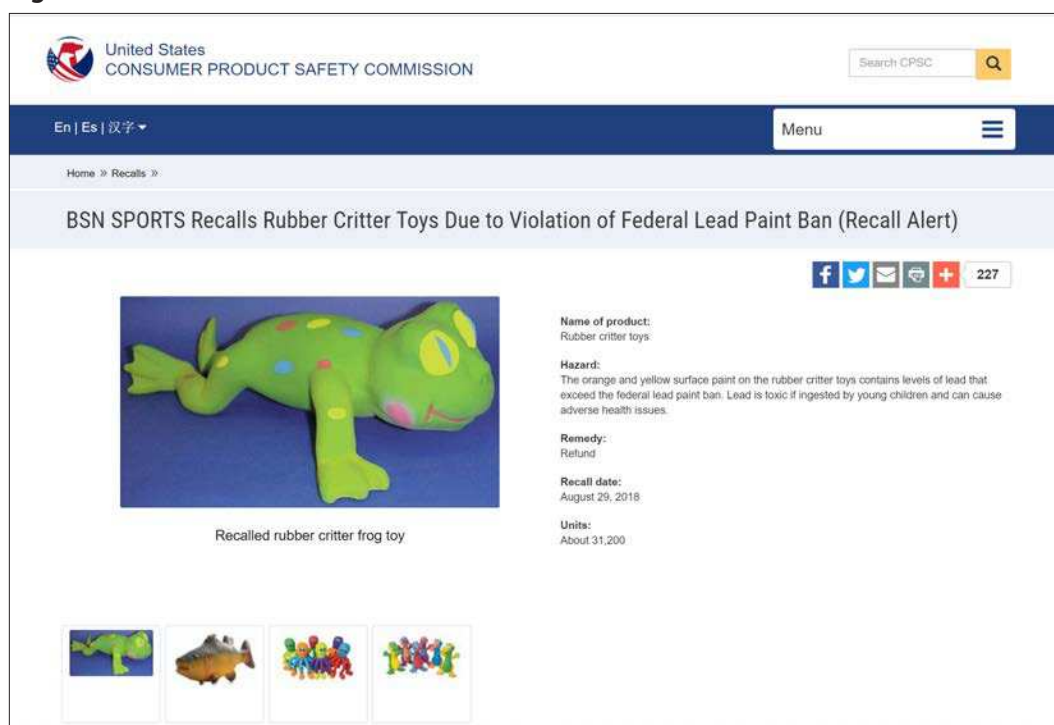 United States
CONSUMER PRODUCT SAFETY COMMISSION
Search CPSC
En | Es | 汉字
Menu
Home » Recalls »
BSN SPORTS Recalls Rubber Critter Toys Due to Violation of Federal Lead Paint Ban (Recall Alert)
227
Name of product:
Rubber critter toys
Hazard:
The orange and yellow surface paint on the rubber critter toys contains levels of lead that
exceed the federal lead paint ban. Lead is toxic if ingested by young children and can cause
adverse health issues.
Remedy:
Refund
Recall date:
August 29, 2018
Units:
About 31,200
Recalled rubber critter frog toy